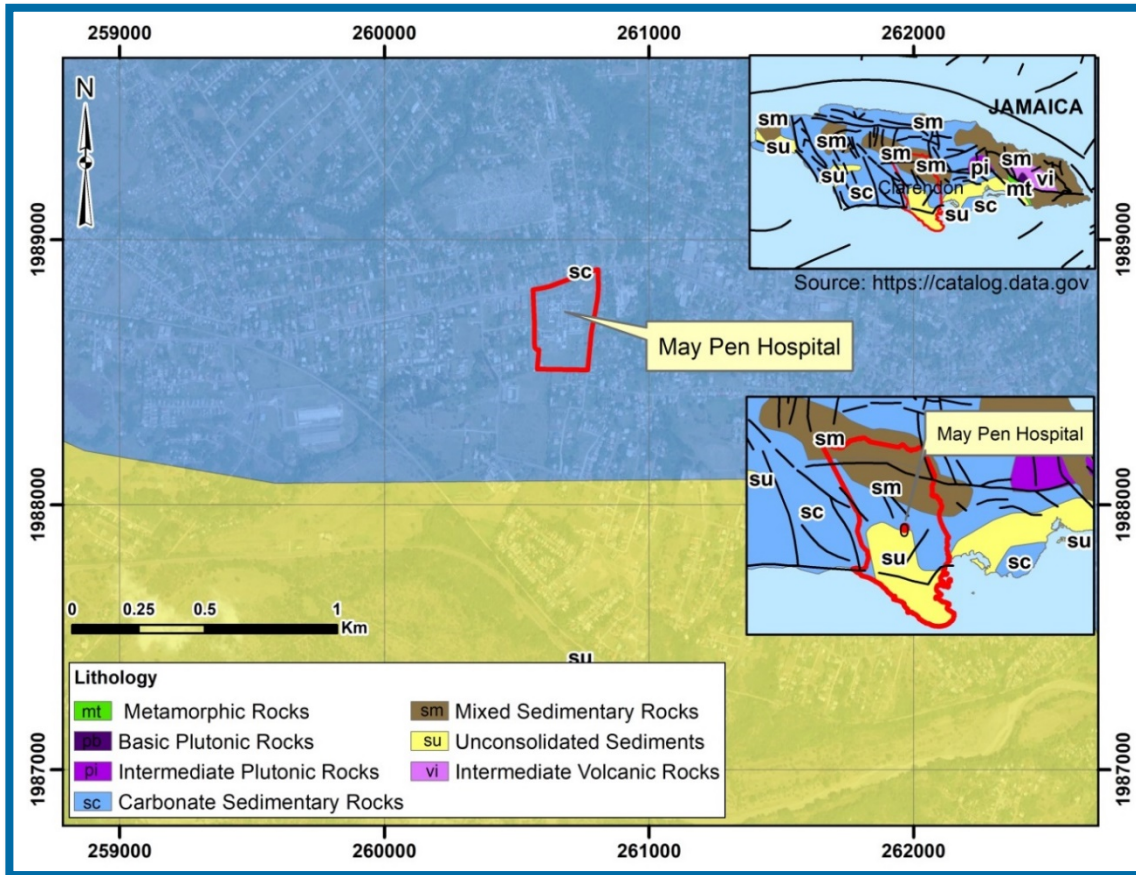 259000
260000
261000
262000
N
1989000
1988000
1987000
sc
May Pen Hospital
su
0
0.25
0.5
1
Km
JAMAICA
sm
sm
sm
su
sm
sm
sm
pi
sm
vi
mt
su
sc
Clarendon
sc
su
Source: https://catalog.data.gov
1989000
May Pen Hospital
sm
su
sm
sc
su
su
sc
1988000
Lithology
mt Metamorphic Rocks
pb Basic Plutonic Rocks
pi Intermediate Plutonic Rocks
sc Carbonate Sedimentary Rocks
sm Mixed Sedimentary Rocks
su Unconsolidated Sediments
vi Intermediate Volcanic Rocks
1987000
259000
260000
261000
262000